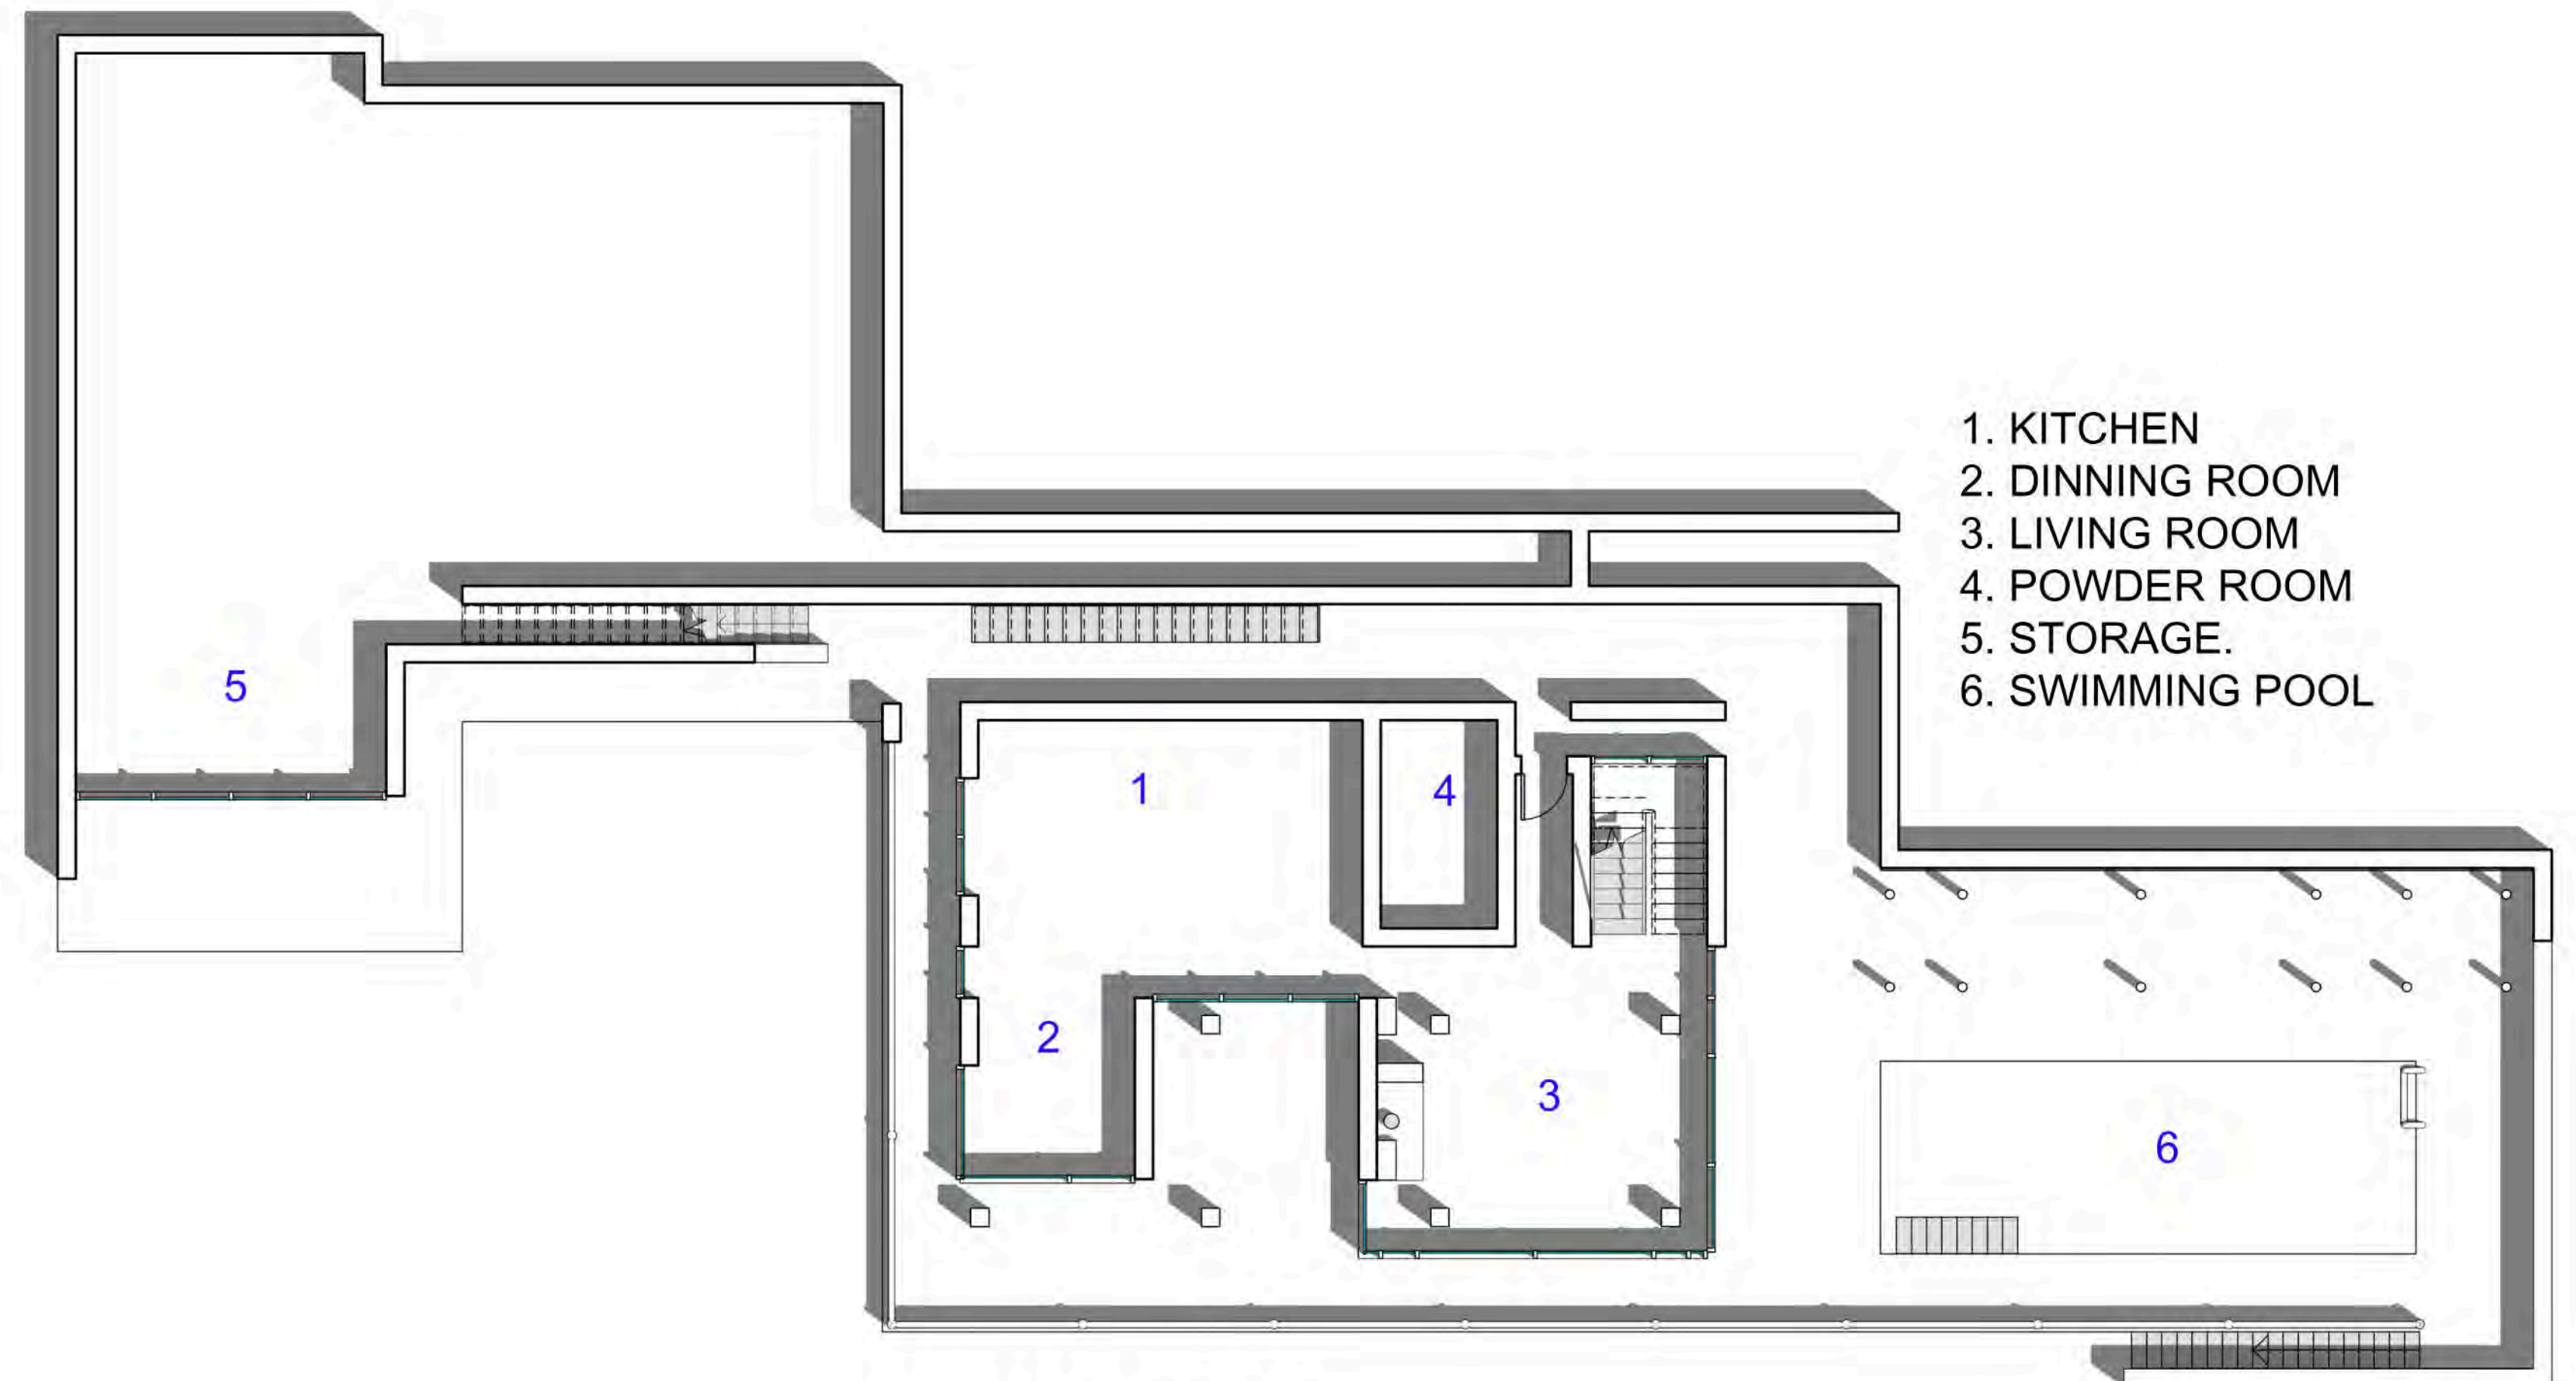 1. KITCHEN
2. DINNING ROOM
3. LIVING ROOM
4. POWDER ROOM
5. STORAGE.
6. SWIMMING POOL
5
1
4
2
3
6